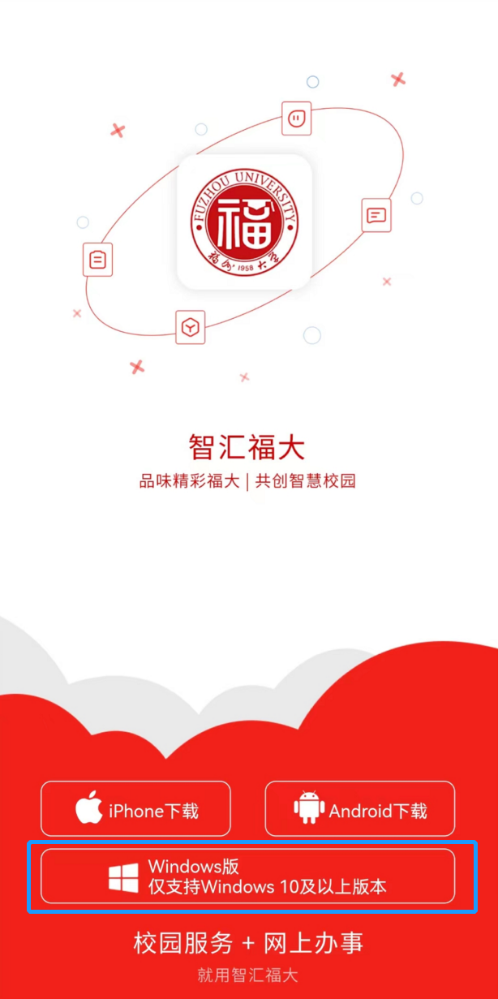 FUZHOU UNIVERSITY
福
福州大学
1958
智汇福大
品味精彩福大 | 共创智慧校园
iPhone下载
Android下载
Windows版
仅支持Windows 10及以上版本
校园服务 + 网上办事
就用智汇福大